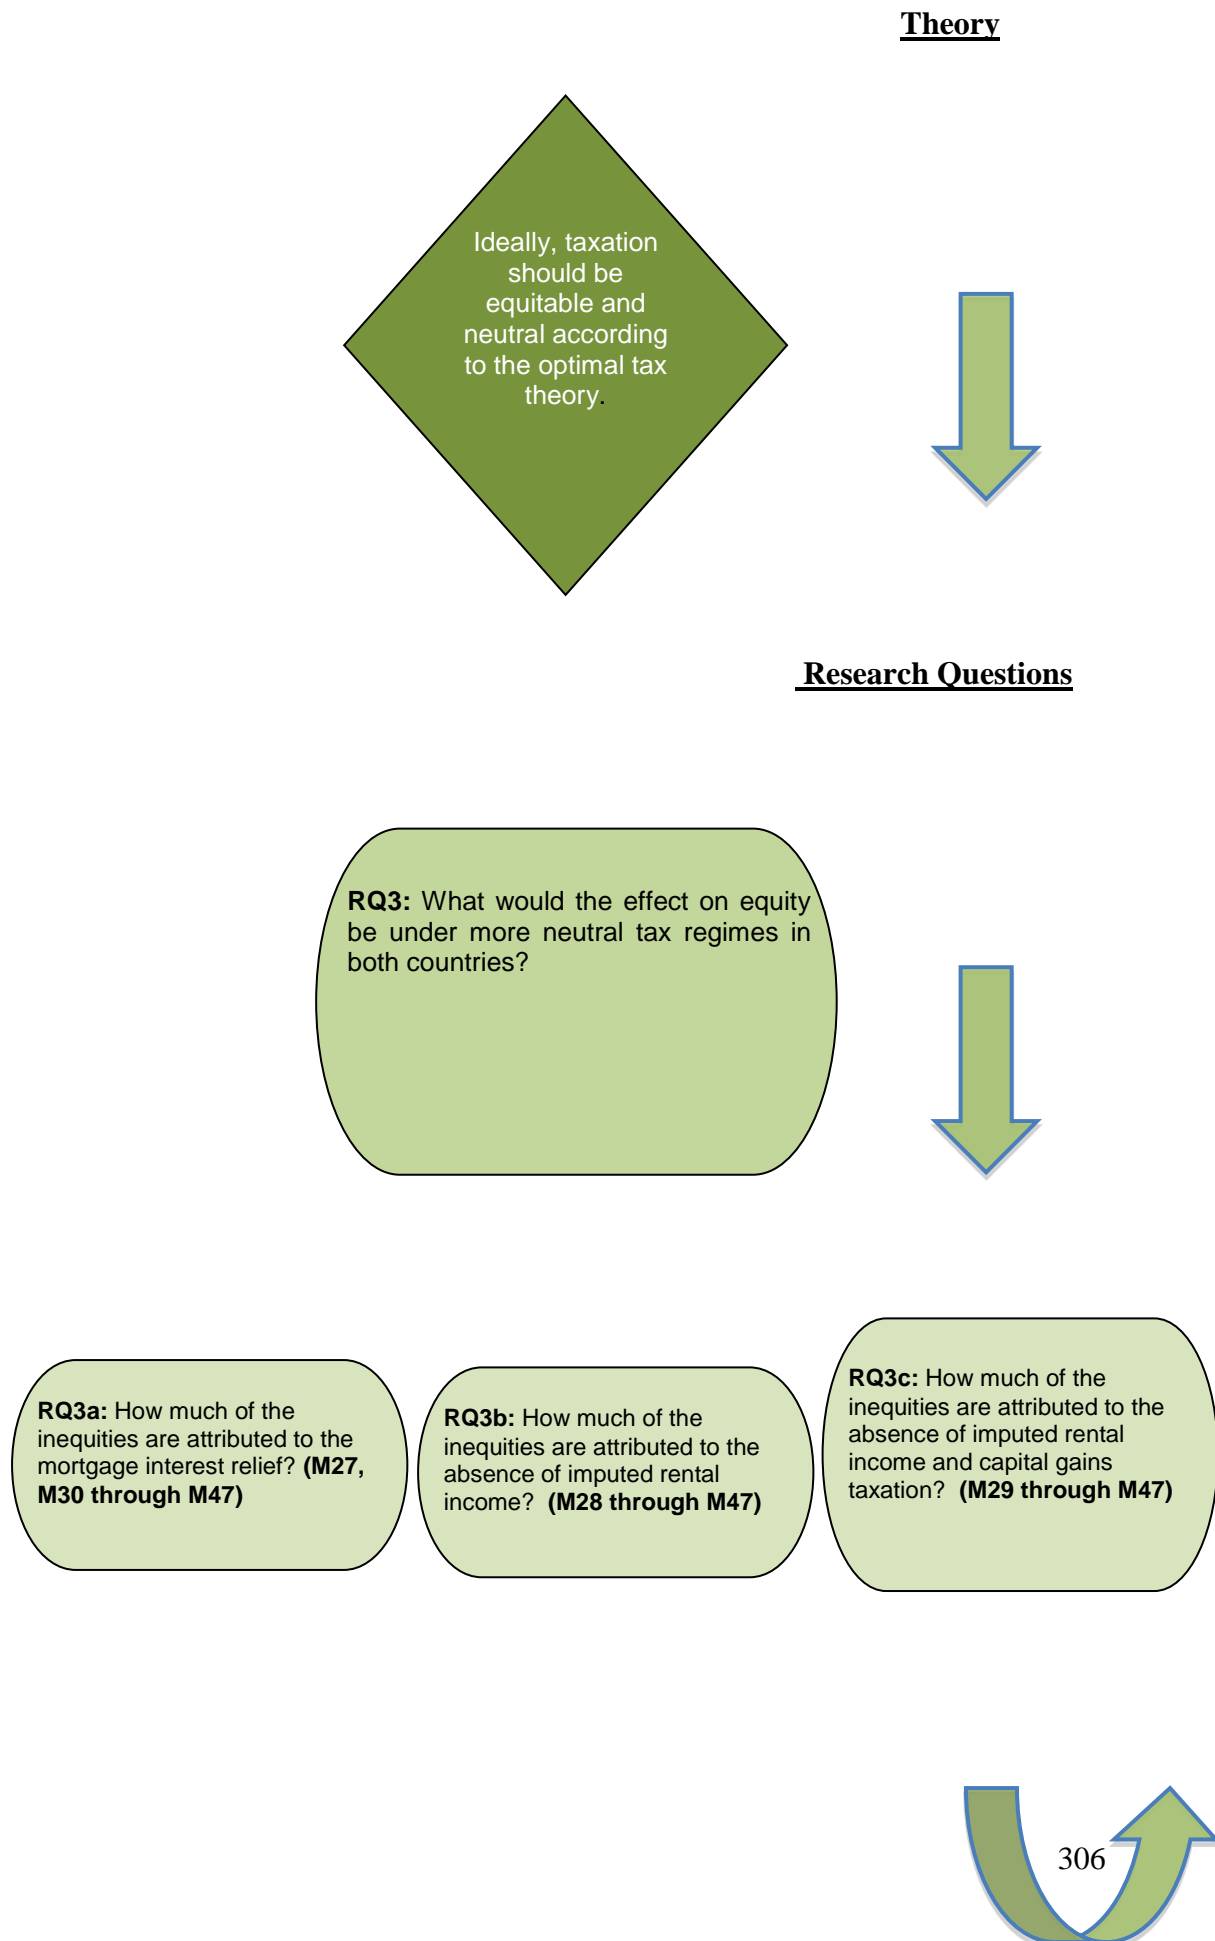 Theory
Ideally, taxation
should be
equitable and
neutral according
to the optimal tax
theory.
Research Questions
RQ3: What would the effect on equity
be under more neutral tax regimes in
both countries?
RQ3a: How much of the
inequities are attributed to the
mortgage interest relief? (M27,
M30 through M47)
RQ3b: How much of the
inequities are attributed to the
absence of imputed rental
income? (M28 through M47)
RQ3c: How much of the
inequities are attributed to the
absence of imputed rental
income and capital gains
taxation? (M29 through M47)
306